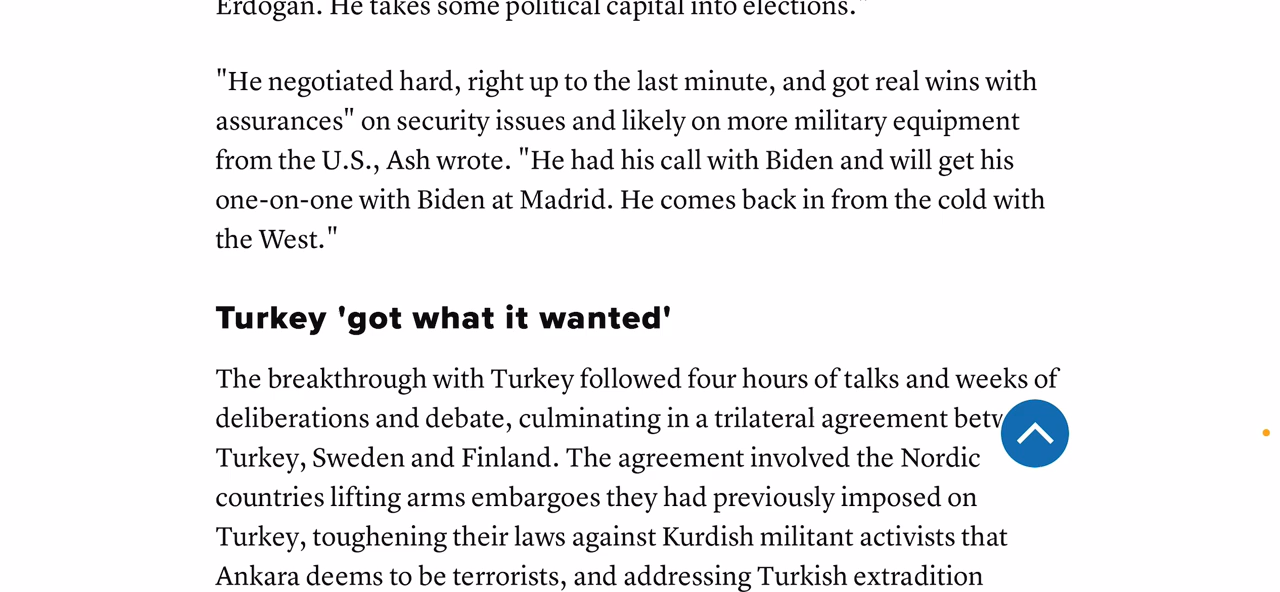 Erdogan. He takes some political capital into elections."
"He negotiated hard, right up to the last minute, and got real wins with
assurances" on security issues and likely on more military equipment
from the U.S., Ash wrote. "He had his call with Biden and will get his
one-on-one with Biden at Madrid. He comes back in from the cold with
the West."
Turkey 'got what it wanted'
The breakthrough with Turkey followed four hours of talks and weeks of
deliberations and debate, culminating in a trilateral agreement
Turkey, Sweden and Finland. The agreement involved the Nordic
countries lifting arms embargoes they had previously imposed on
Turkey, toughening their laws against Kurdish militant activists that
Ankara deems to be terrorists, and addressing Turkish extradition